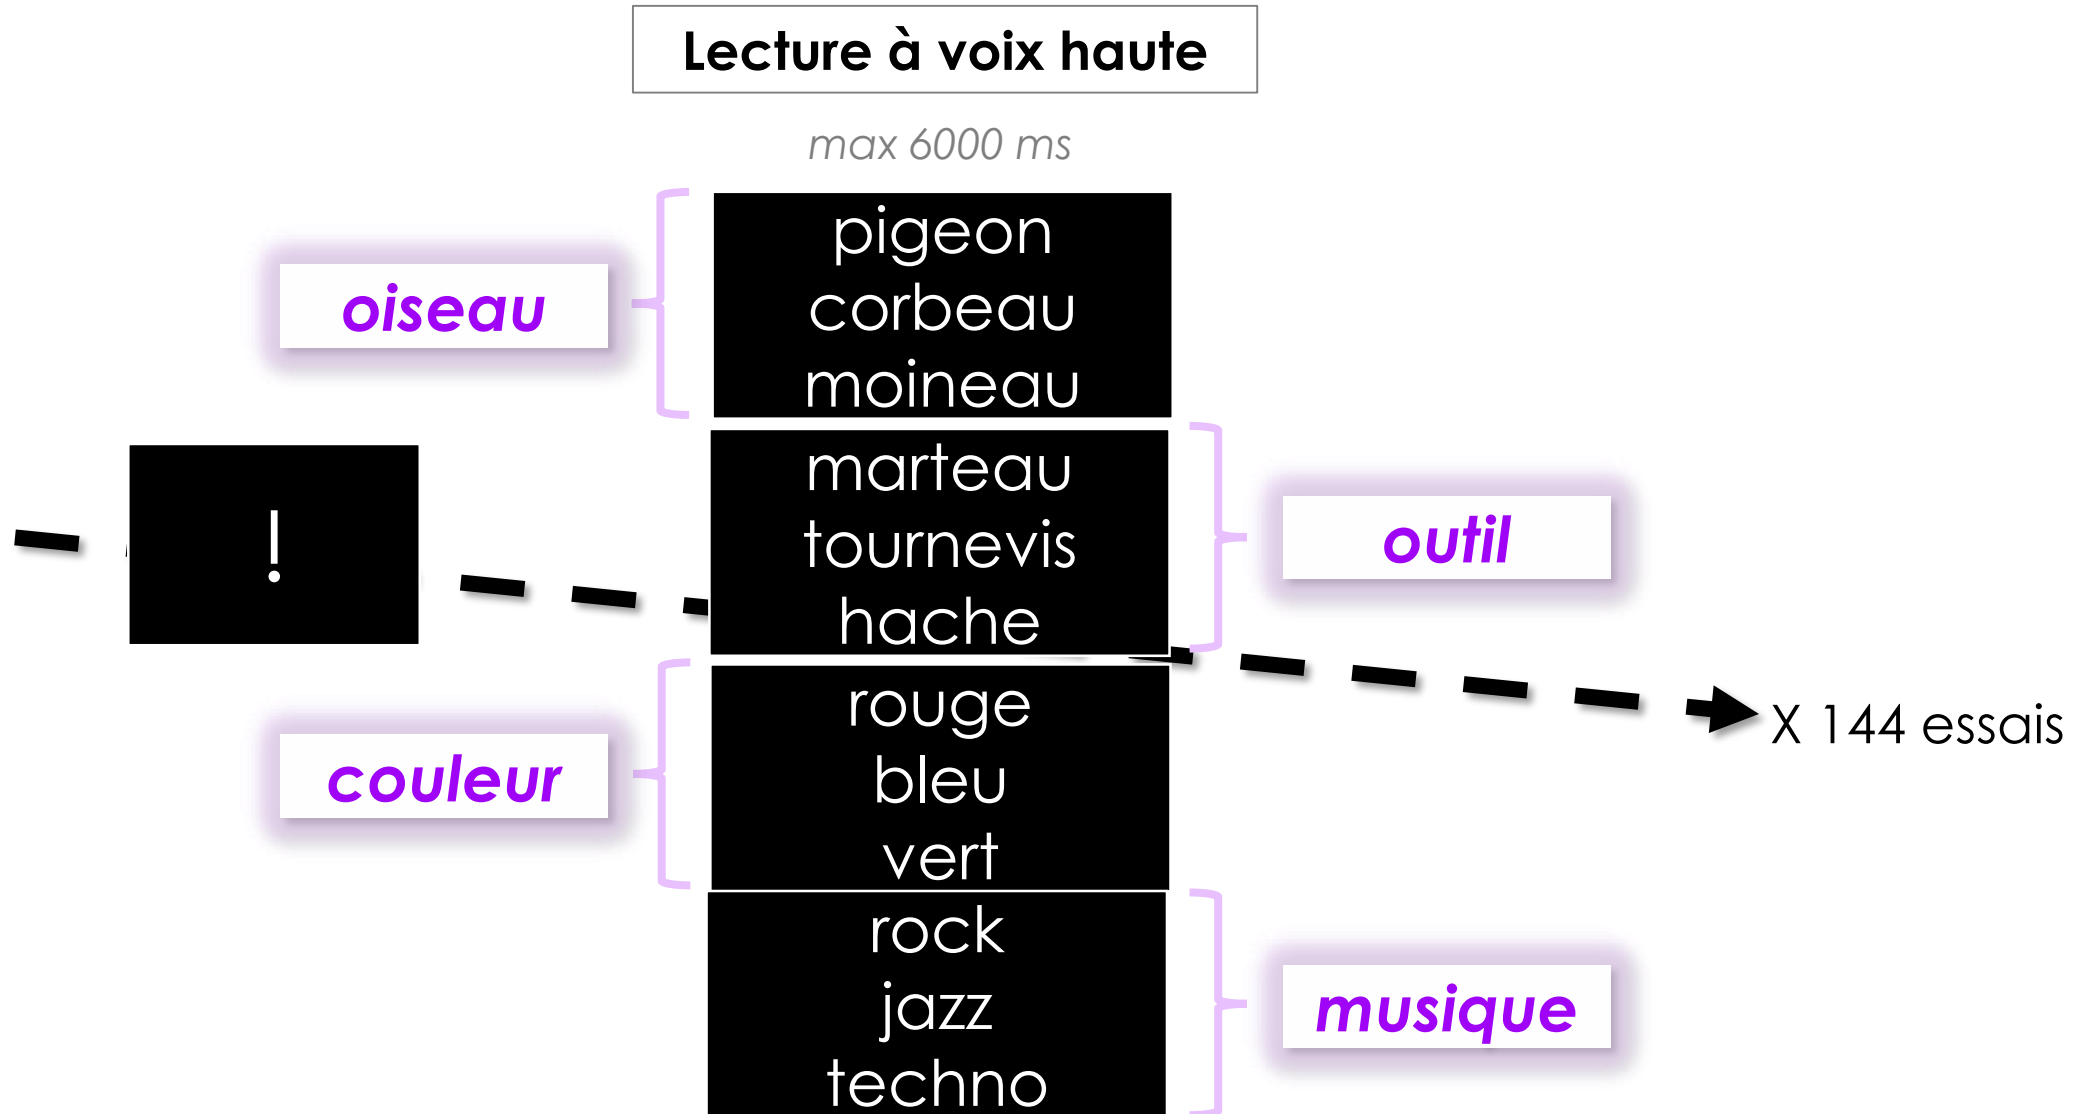 Lecture à voix haute
max 6000 ms
pigeon
corbeau
moineau
oiseau
marteau
tournevis
hache
outil
!
rouge
bleu
vert
couleur
X 144 essais
rock
jazz
techno
musique